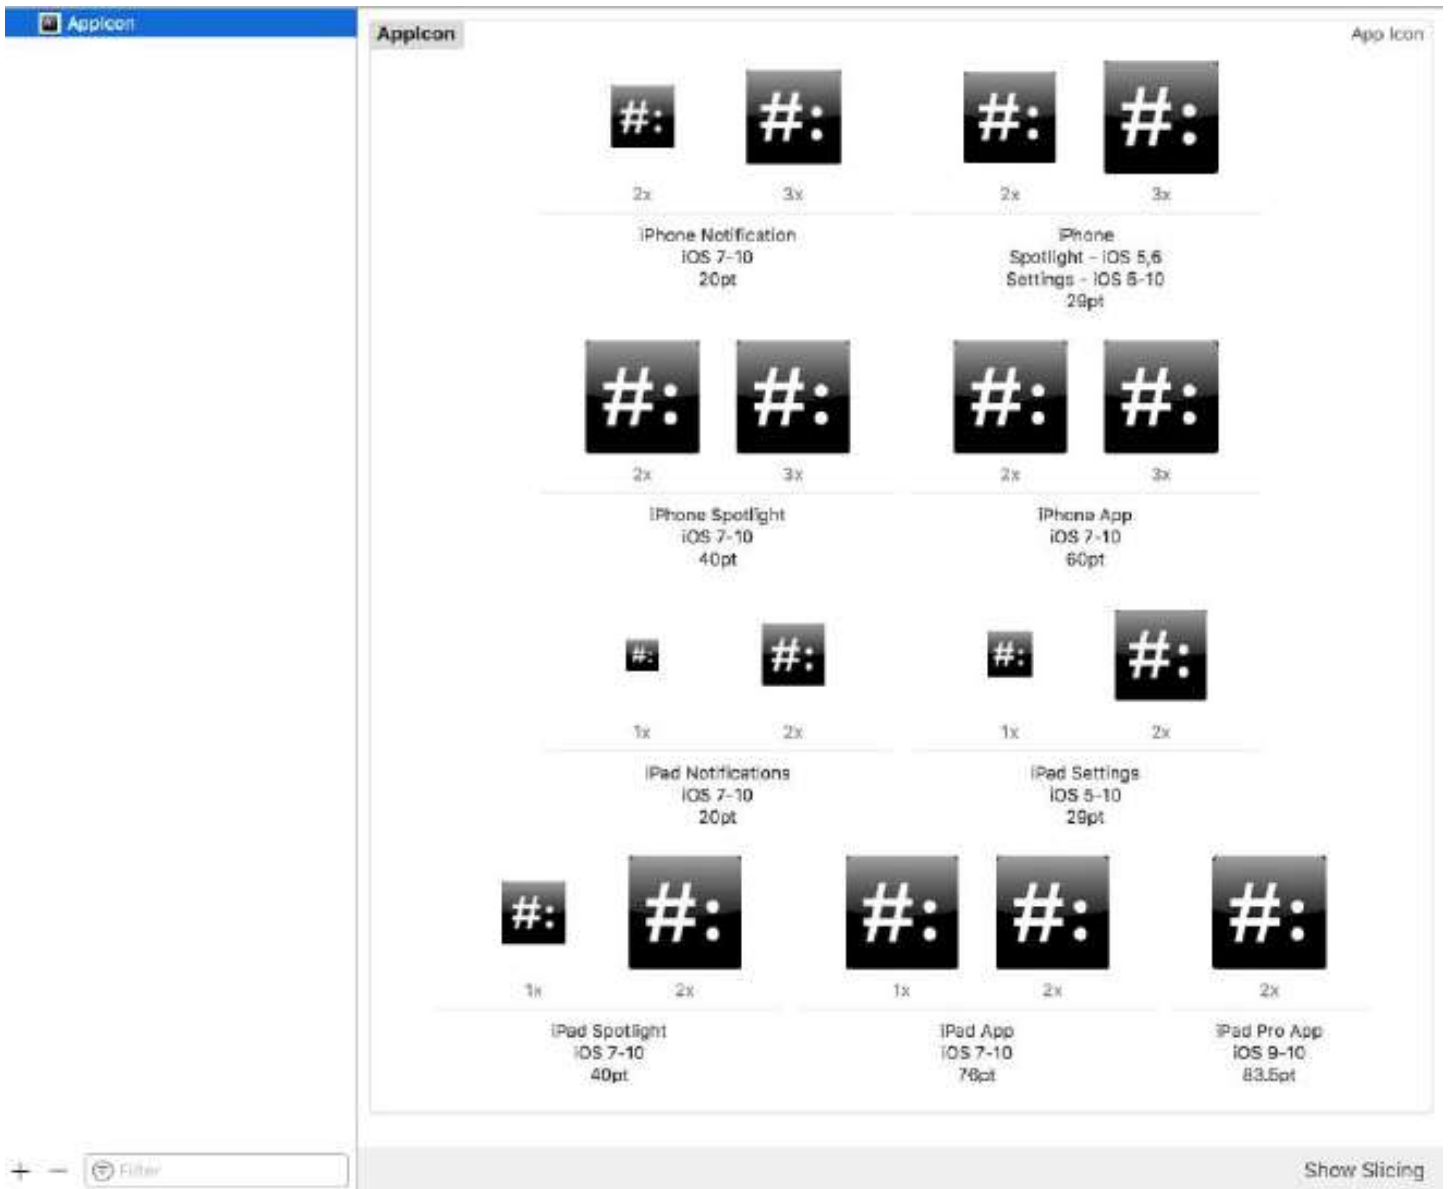 AppIcon
AppIcon
App Icon
#: #: #: #:
2x 3x 2x 3x
iPhone Notification
iOS 7-10
20pt
iPhone
Spotlight - iOS 5,6
Settings - iOS 5-10
29pt
#: #: #: #:
2x 3x 2x 3x
iPhone Spotlight
iOS 7-10
40pt
iPhone App
iOS 7-10
60pt
#: #: #: #:
1x 2x 1x 2x
iPad Notifications
iOS 7-10
20pt
iPad Settings
iOS 5-10
29pt
#: #: #: #: #:
1x 2x 1x 2x 2x
iPad Spotlight
iOS 7-10
40pt
iPad App
iOS 7-10
76pt
iPad Pro App
iOS 9-10
83.5pt
+ − Filter
Show Slicing